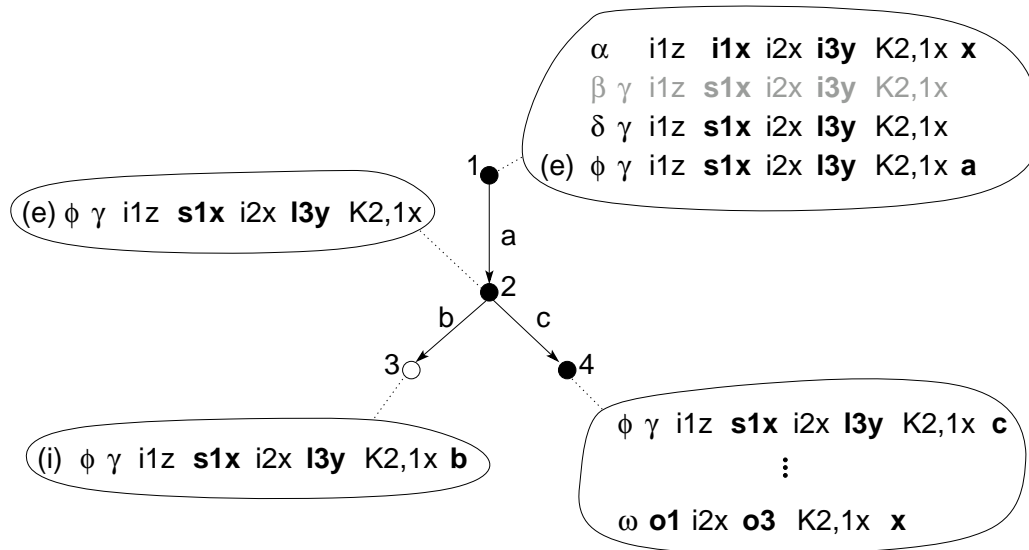 α i1z i1x i2x i3y K2,1x x
β γ i1z s1x i2x i3y K2,1x
δ γ i1z s1x i2x l3y K2,1x
(e) φ γ i1z s1x i2x l3y K2,1x a
1
(e) φ γ i1z s1x i2x l3y K2,1x
a
2
b
c
3
4
(i) φ γ i1z s1x i2x l3y K2,1x b
φ γ i1z s1x i2x l3y K2,1x c
⋮
ω o1 i2x o3 K2,1x x